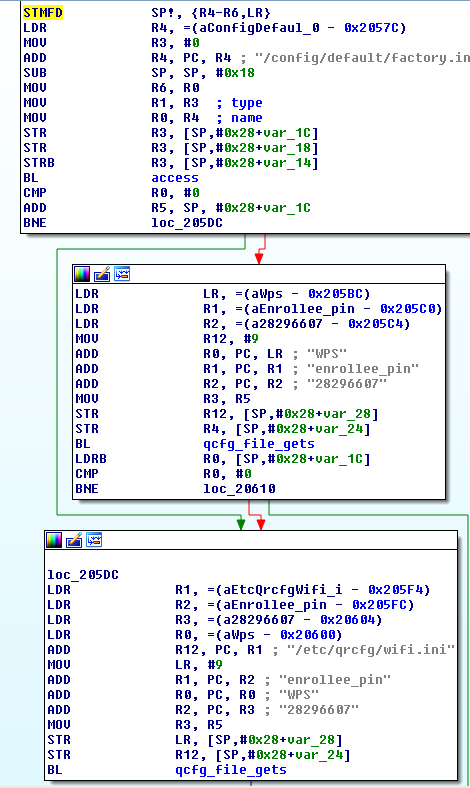 STMFD SP!, {R4-R6,LR}
LDR R4, =(aConfigDefaul_0 - 0x2057C)
MOV R3, #0
ADD R4, PC, R4 ; "/config/default/factory.in
SUB SP, SP, #0x18
MOV R6, R0
MOV R1, R3 ; type
MOV R0, R4 ; name
STR R3, [SP,#0x28+var_1C]
STR R3, [SP,#0x28+var_18]
STRB R3, [SP,#0x28+var_14]
BL access
CMP R0, #0
ADD R5, SP, #0x28+var_1C
BNE loc_205DC
LDR LR, =(aWps - 0x205BC)
LDR R1, =(aEnrollee_pin - 0x205C0)
LDR R2, =(a28296607 - 0x205C4)
MOV R12, #9
ADD R0, PC, LR ; "WPS"
ADD R1, PC, R1 ; "enrollee_pin"
ADD R2, PC, R2 ; "28296607"
MOV R3, R5
STR R12, [SP,#0x28+var_28]
STR R4, [SP,#0x28+var_24]
BL qcfg_file_gets
LDRB R0, [SP,#0x28+var_1C]
CMP R0, #0
BNE loc_20610
loc_205DC
LDR R1, =(aEtcQrcfgWifi_i - 0x205F4)
LDR R2, =(aEnrollee_pin - 0x205FC)
LDR R3, =(a28296607 - 0x20604)
LDR R0, =(aWps - 0x20600)
ADD R12, PC, R1 ; "/etc/qrcfg/wifi.ini"
MOV LR, #9
ADD R1, PC, R2 ; "enrollee_pin"
ADD R0, PC, R0 ; "WPS"
ADD R2, PC, R3 ; "28296607"
MOV R3, R5
STR LR, [SP,#0x28+var_28]
STR R12, [SP,#0x28+var_24]
BL qcfg_file_gets